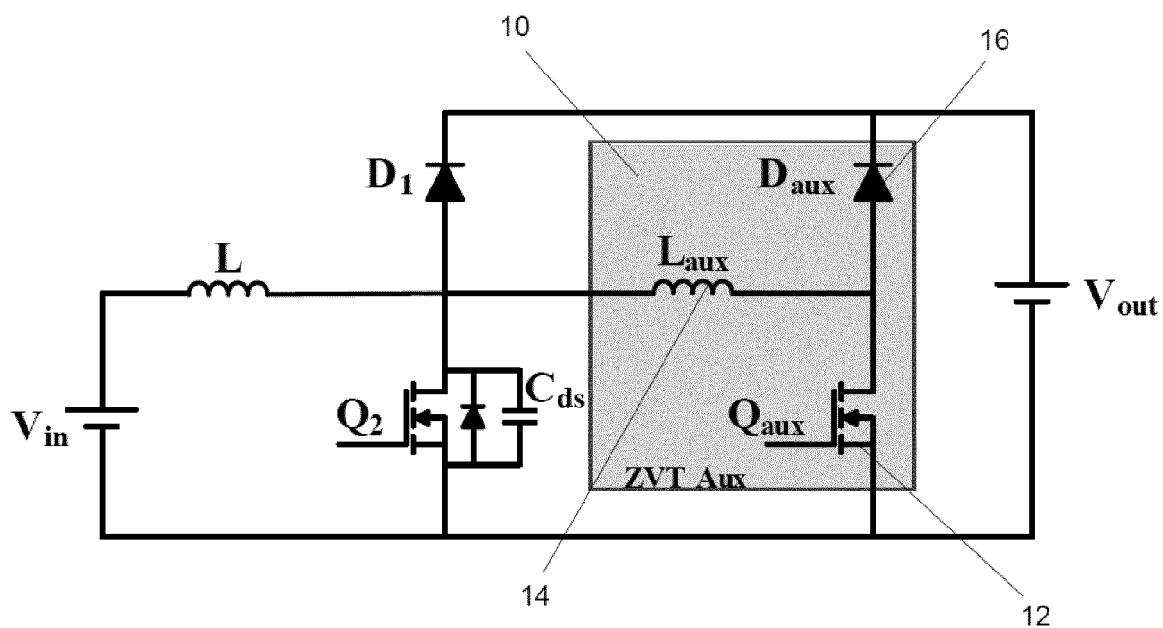 10
16
D1
Daux
L
Laux
Vout
Vin
Q2
Cds
Qaux
ZVT Aux
14
12